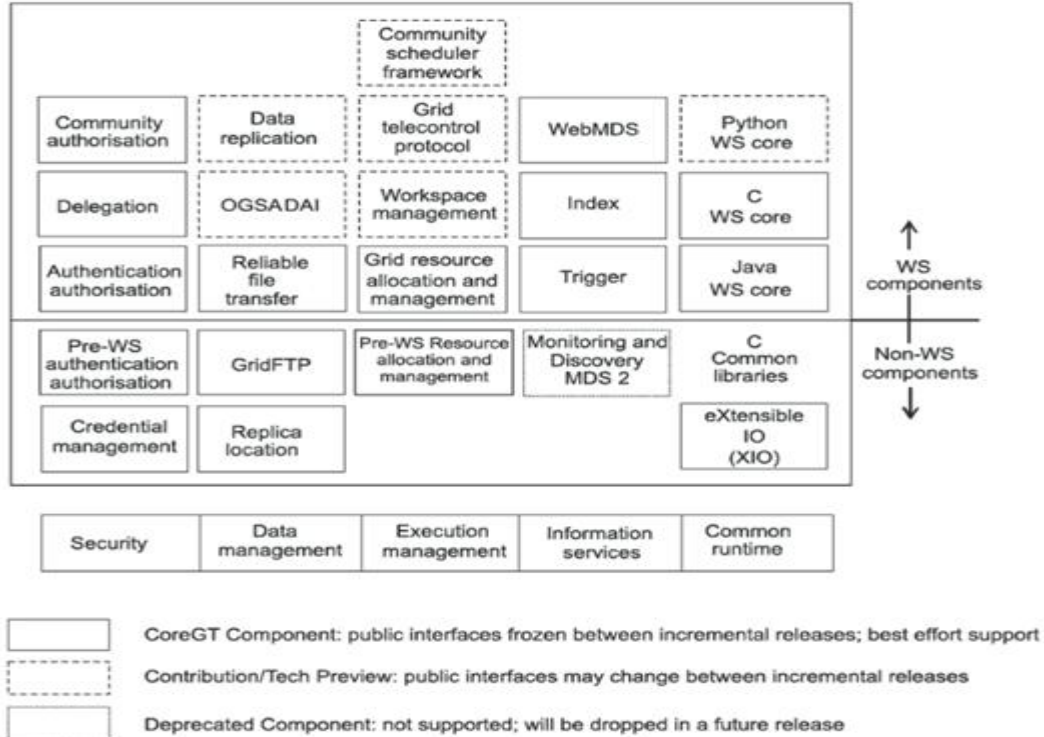 Community
scheduler
framework
Community
authorisation
Data
replication
Grid
telecontrol
protocol
WebMDS
Python
WS core
Delegation
OGSADAI
Workspace
management
Index
C
WS core
Authentication
authorisation
Reliable
file
transfer
Grid resource
allocation and
management
Trigger
Java
WS core
WS
components
Pre-WS
authentication
authorisation
GridFTP
Pre-WS Resource
allocation and
management
Monitoring and
Discovery
MDS 2
C
Common
libraries
Non-WS
components
Credential
management
Replica
location
eXtensible
IO
(XIO)
Security
Data
management
Execution
management
Information
services
Common
runtime
CoreGT Component: public interfaces frozen between incremental releases; best effort support
Contribution/Tech Preview: public interfaces may change between incremental releases
Deprecated Component: not supported; will be dropped in a future release